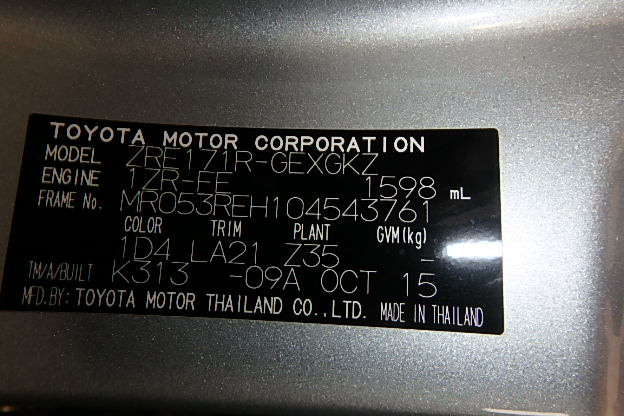 TOYOTA MOTOR CORPORATION
MODEL ZRE171R-GEXGKZ
ENGINE 1ZR-FE 1598 mL
FRAME No. MR053REH104543761
COLOR TRIM PLANT GVM(kg)
1D4 LA21 Z35 -
TM/A/BUILT K313 -09A OCT 15
MFD.BY: TOYOTA MOTOR THAILAND CO.,LTD. MADE IN THAILAND